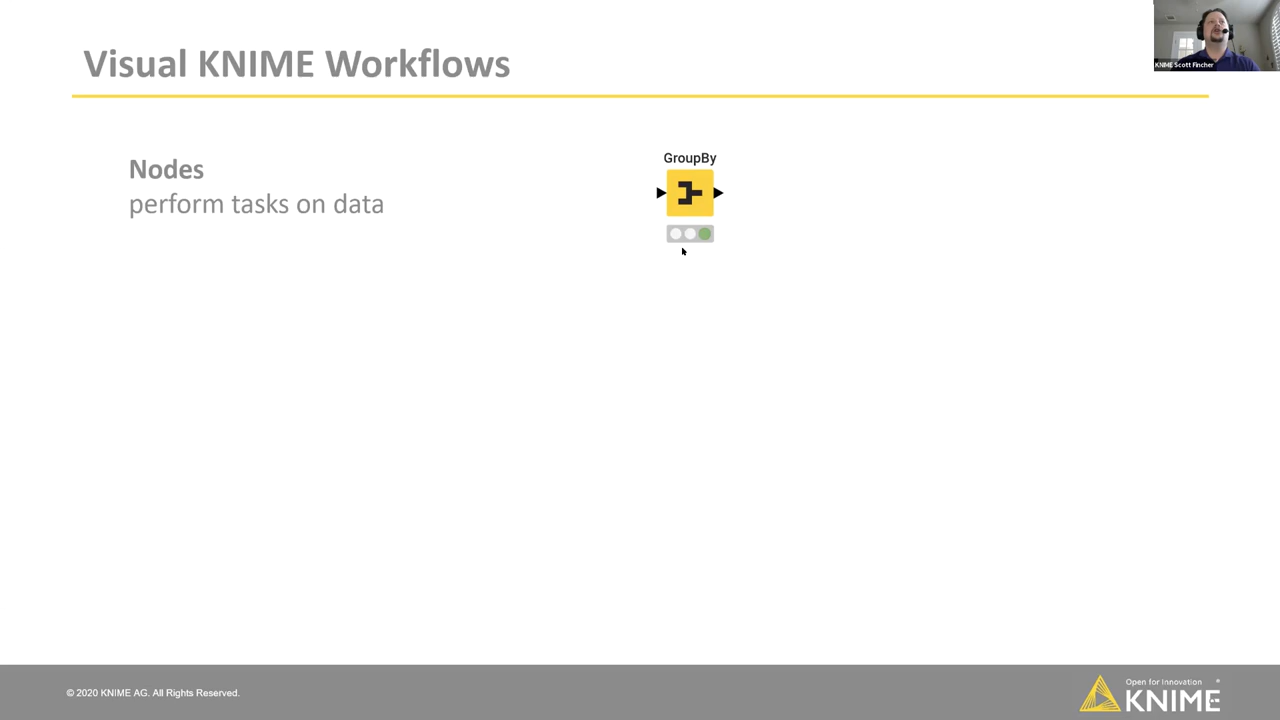 Visual KNIME Workflows
KNIME Scott Fincher
Nodes
perform tasks on data
GroupBy
© 2020 KNIME AG. All Rights Reserved.
Open for Innovation ®
KNIME